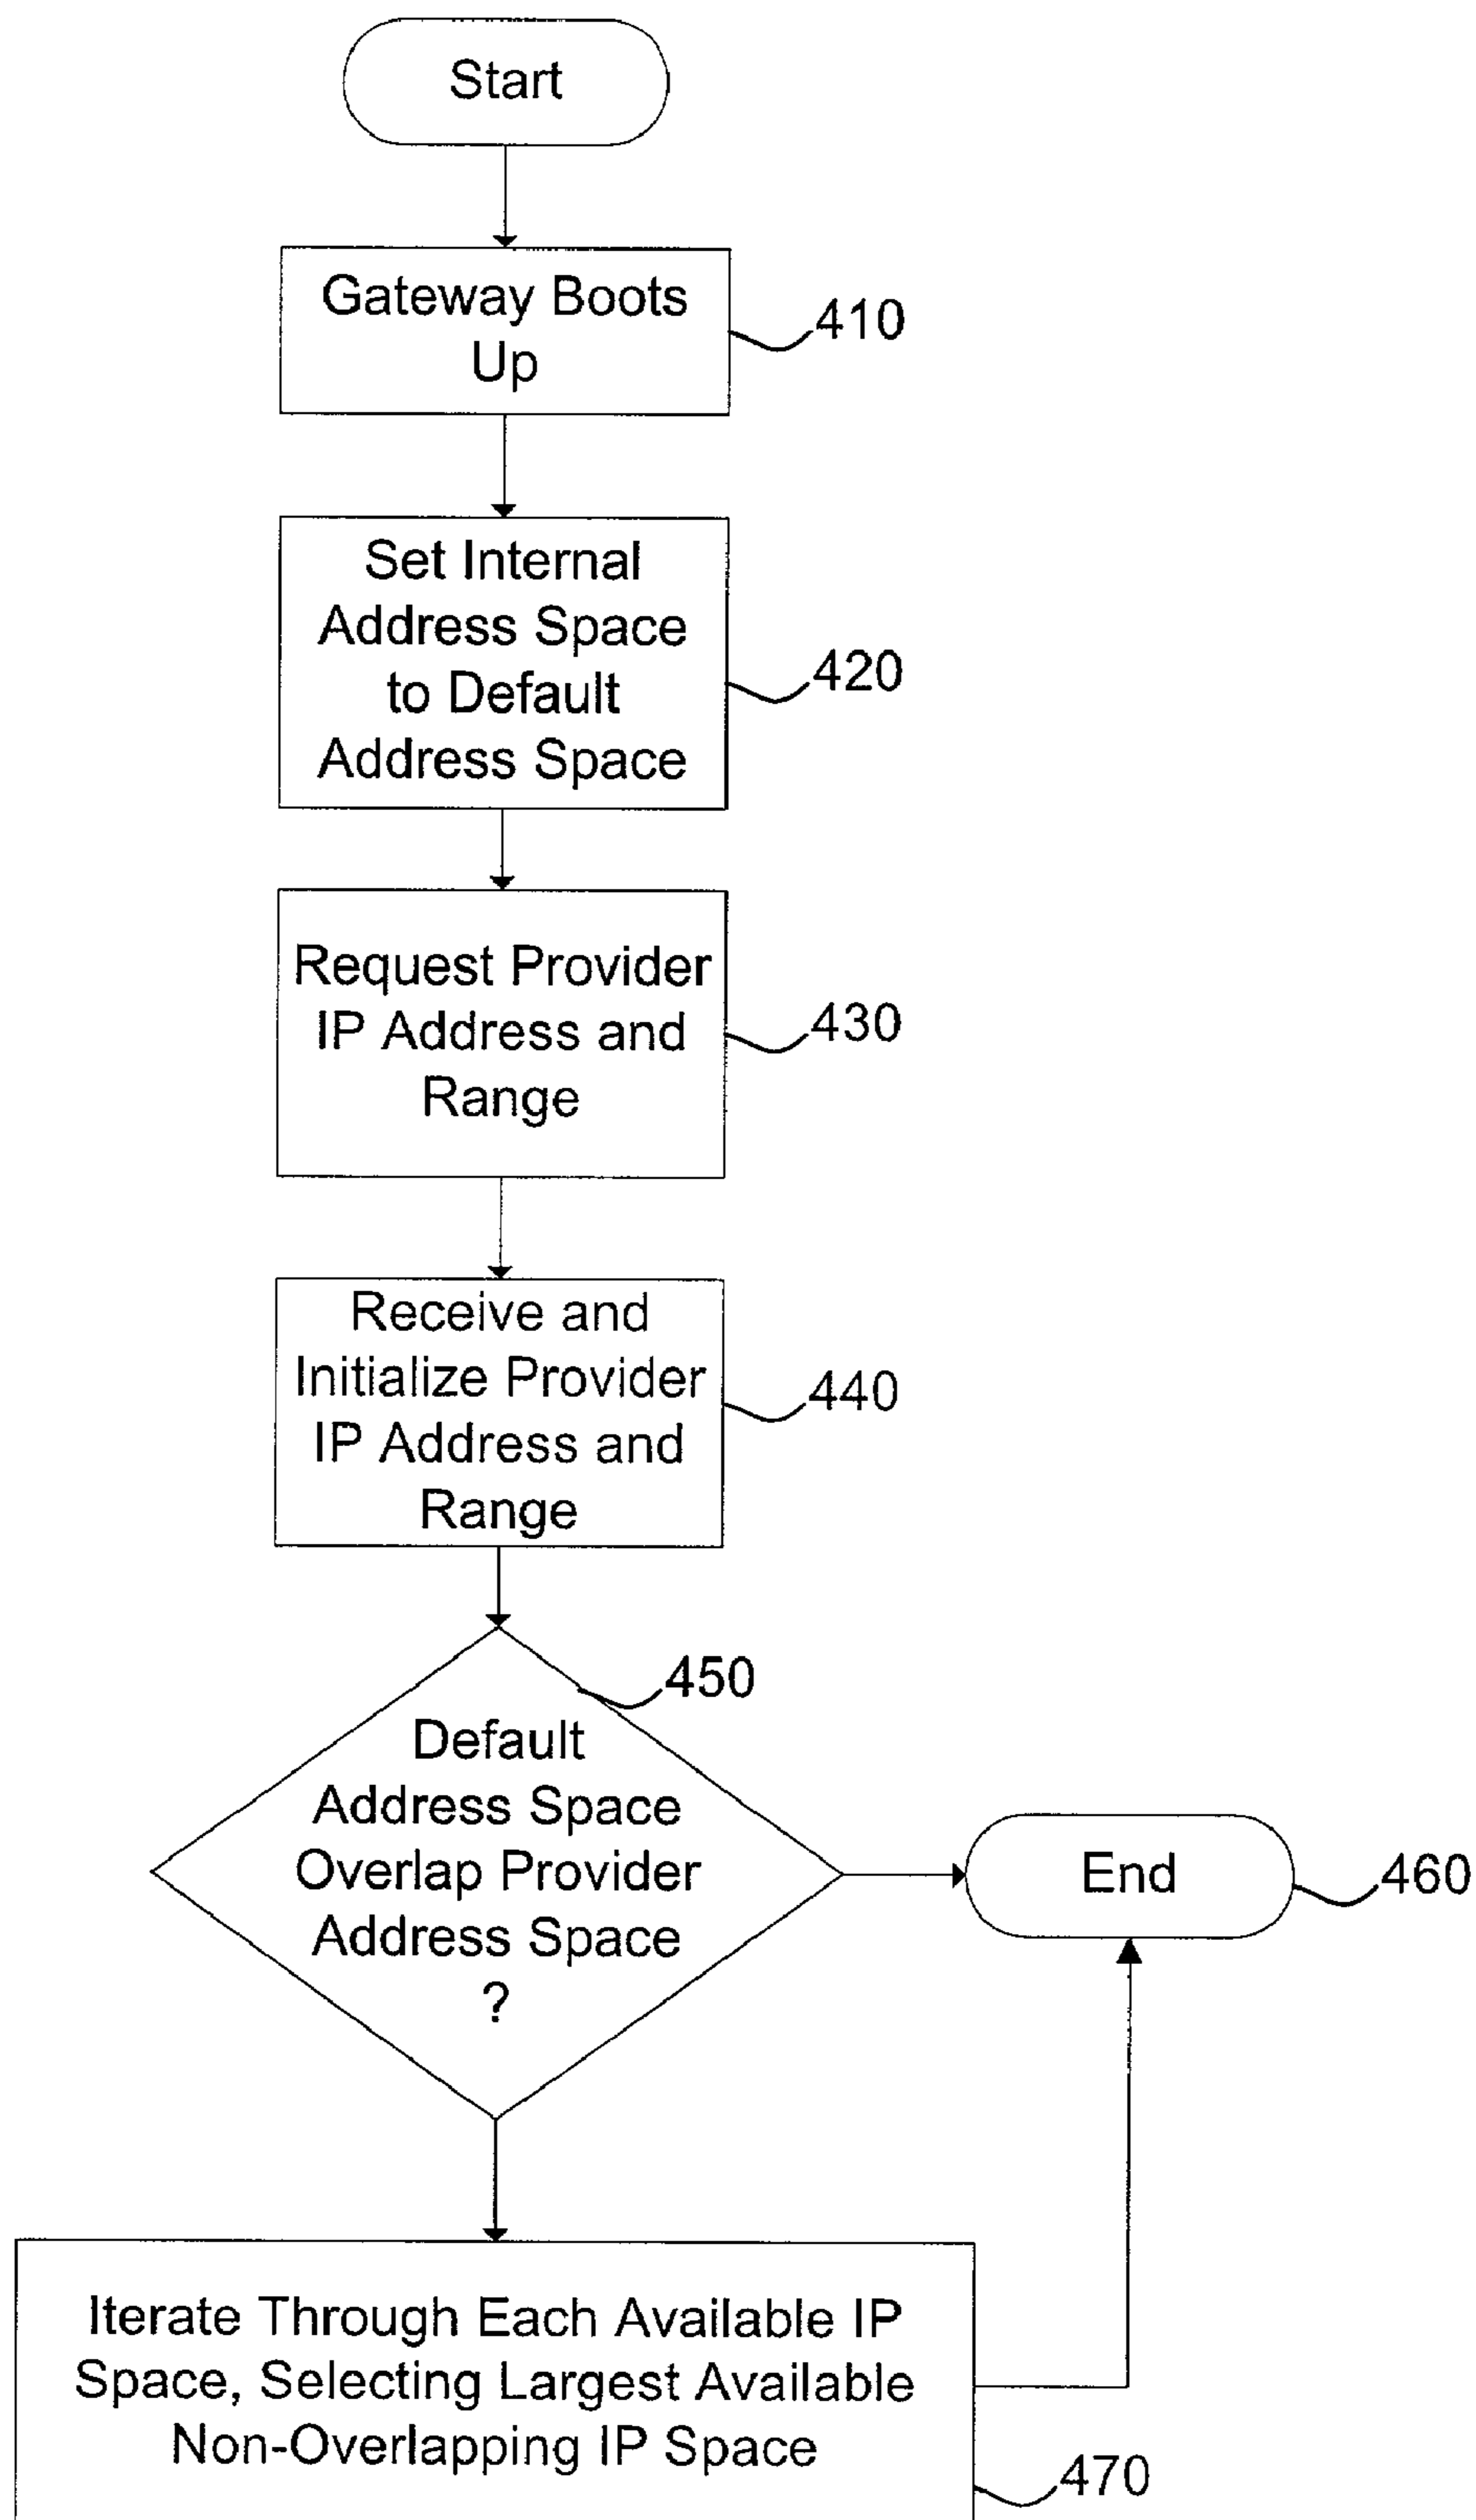 Start
Gateway Boots
Up
410
Set Internal
Address Space
to Default
Address Space
420
Request Provider
IP Address and
Range
430
Receive and
Initialize Provider
IP Address and
Range
440
450
Default
Address Space
Overlap Provider
Address Space
?
End
460
Iterate Through Each Available IP
Space, Selecting Largest Available
Non-Overlapping IP Space
470